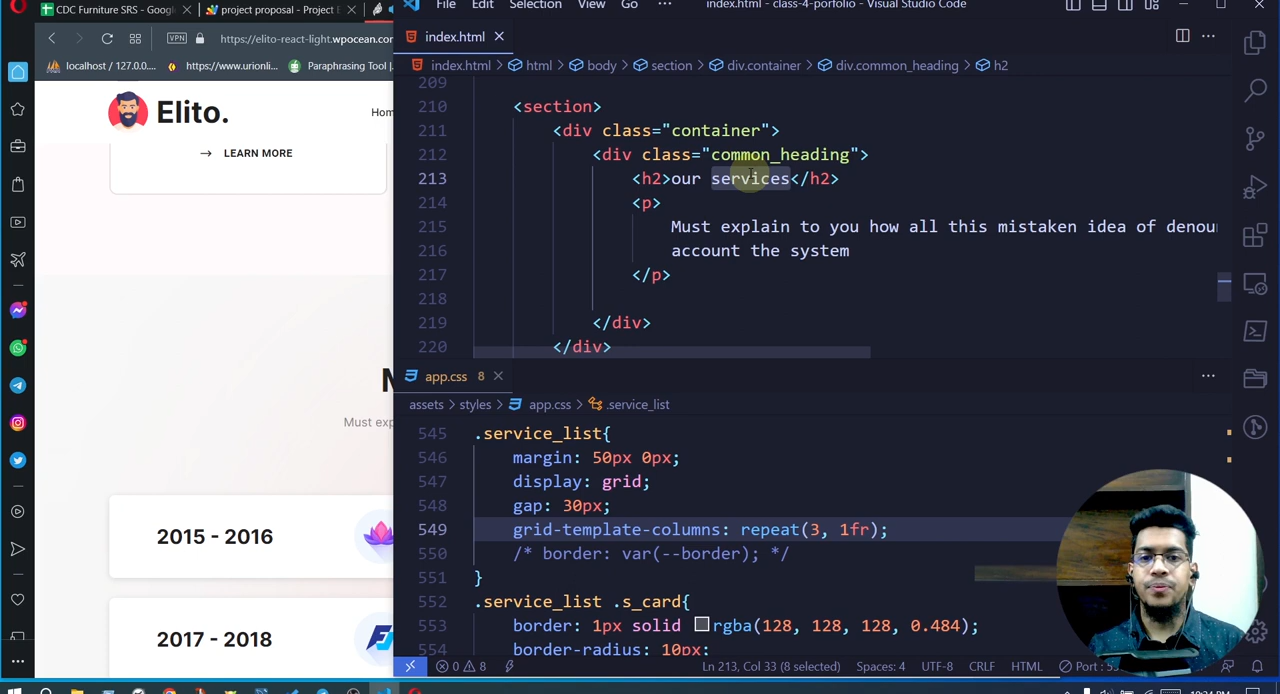 CDC Furniture SRS - Google
project proposal - Project
VPN
https://elito-react-light.wpocean.com
localhost / 127.0.0....
https://www.urionli...
Paraphrasing Tool |
Elito.
Hom
LEARN MORE
Must exp
2015 - 2016
2017 - 2018
File Edit Selection View Go ···
index.html - class-4-porfolio - Visual Studio Code
index.html
index.html > html > body > section > div.container > div.common_heading > h2
209
210 <section>
211 <div class="container">
212 <div class="common_heading">
213 <h2>our services</h2>
214 <p>
215 Must explain to you how all this mistaken idea of denou
216 account the system
217 </p>
218
219 </div>
220 </div>
app.css 8
assets > styles > app.css > .service_list
545 .service_list{
546 margin: 50px 0px;
547 display: grid;
548 gap: 30px;
549 grid-template-columns: repeat(3, 1fr);
550 /* border: var(--border); */
551 }
552 .service_list .s_card{
553 border: 1px solid rgba(128, 128, 128, 0.484);
554 border-radius: 10px;
0 8 Ln 213, Col 33 (8 selected) Spaces: 4 UTF-8 CRLF HTML Port :